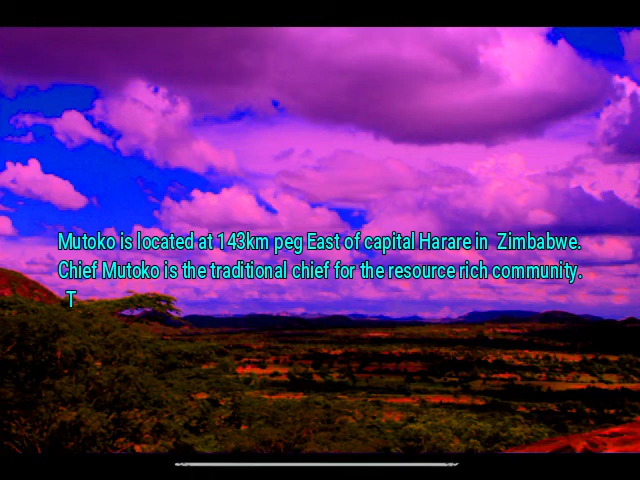 Mutoko is located at 143km peg East of capital Harare in Zimbabwe.
Chief Mutoko is the traditional chief for the resource rich community.
T